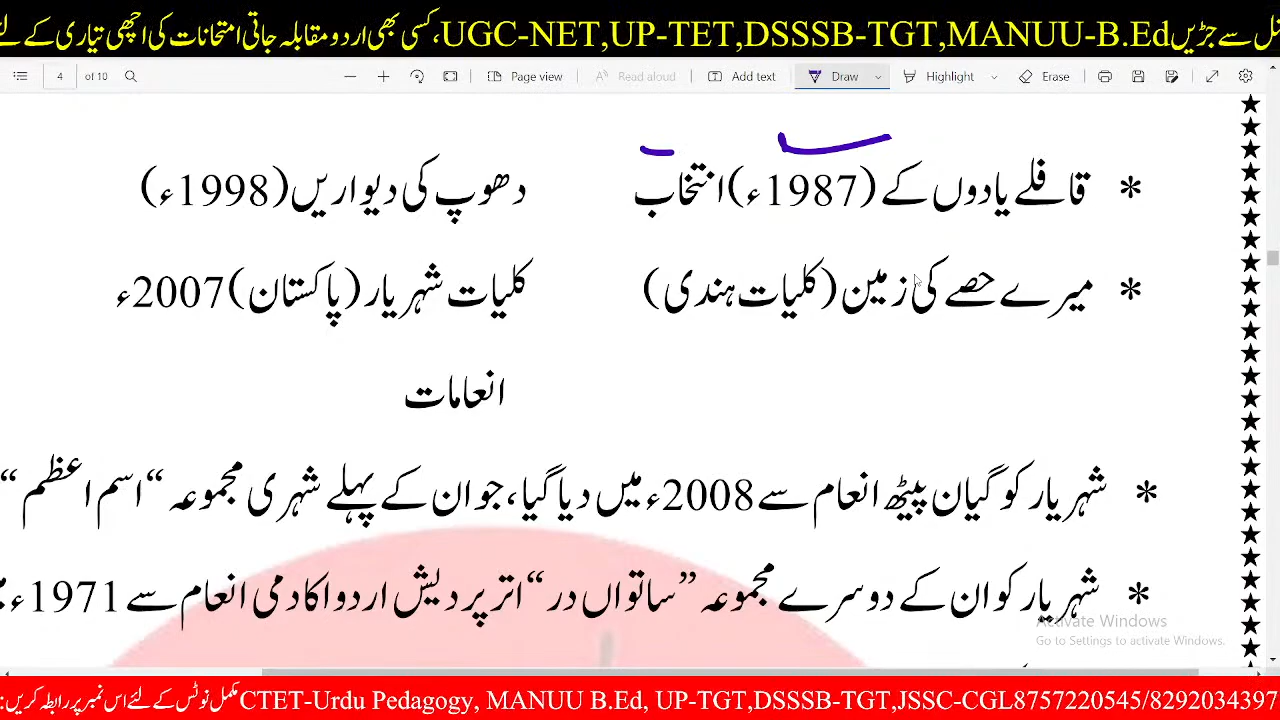 UGC-NET,UP-TET,DSSSB-TGT,MANUU-B.Ed سے جڑیں، کسی بھی اردو مقابلہ جاتی امتحانات کی اچھی تیاری کے
4 of 10 Page view Read aloud Add text Draw Highlight Erase
* قافلے یادوں کے (1987ء) انتخاب دھوپ کی دیواریں (1998ء)
* میرے حصے کی زمین (کلیات ہندی) کلیات شہریار (پاکستان) 2007ء
انعامات
* شہریار کو گیان پیٹھ انعام سے 2008ء میں دیا گیا، جو ان کے پہلے شہری مجموعہ “اسم اعظم“
* شہریار کو ان کے دوسرے مجموعہ ”ساتواں در“ اتر پردیش اردو اکادمی انعام سے 1971ء
Activate Windows
Go to Settings to activate Windows.
CTET-Urdu Pedagogy, MANUU B.Ed, UP-TGT,DSSSB-TGT,JSSC-CGL8757220545/8292034397 مکمل نوٹس کے لئے اس نمبر پر رابطہ کریں: